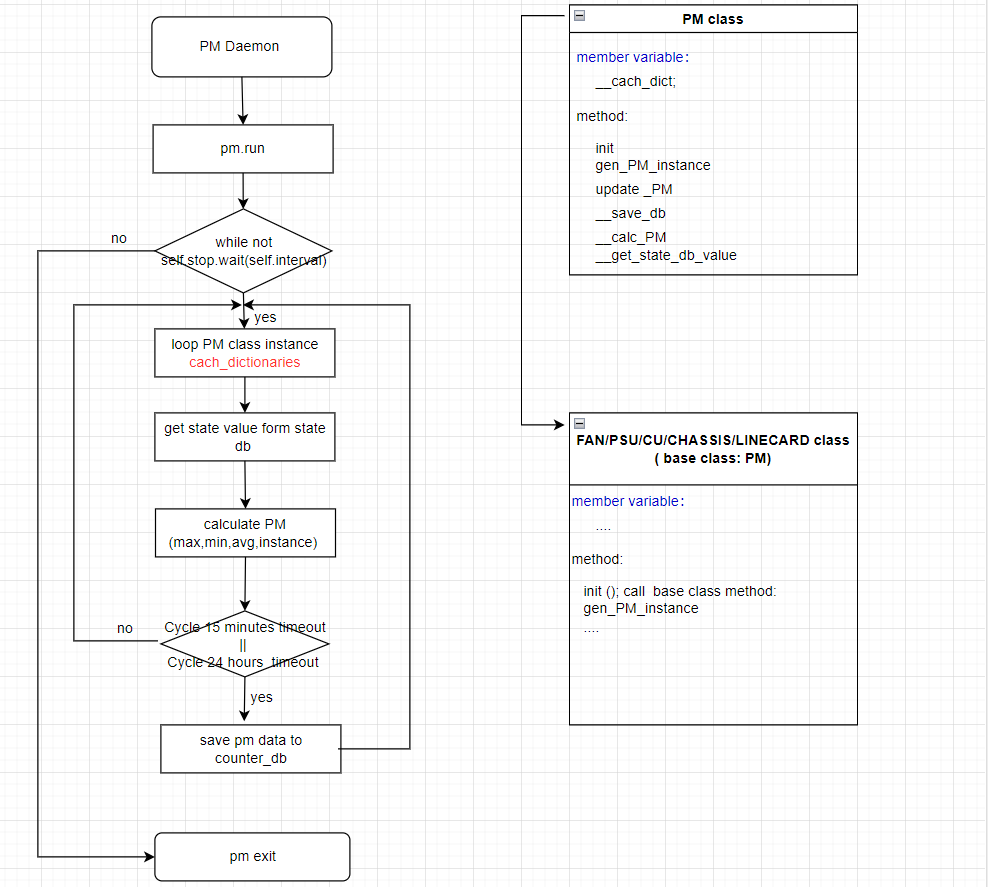 PM Daemon
pm.run
no
while not
self.stop.wait(self.interval)
yes
loop PM class instance
cach_dictionaries
get state value form state
db
calculate PM
(max,min,avg,instance)
no
Cycle 15 minutes timeout
||
Cycle 24 hours timeout
yes
save pm data to
counter_db
pm exit
PM class
member variable:
__cach_dict;
method:
init
gen_PM_instance
update _PM
__save_db
__calc_PM
__get_state_db_value
FAN/PSU/CU/CHASSIS/LINECARD class
( base class: PM)
member variable:
....
method:
init (); call base class method:
gen_PM_instance
....